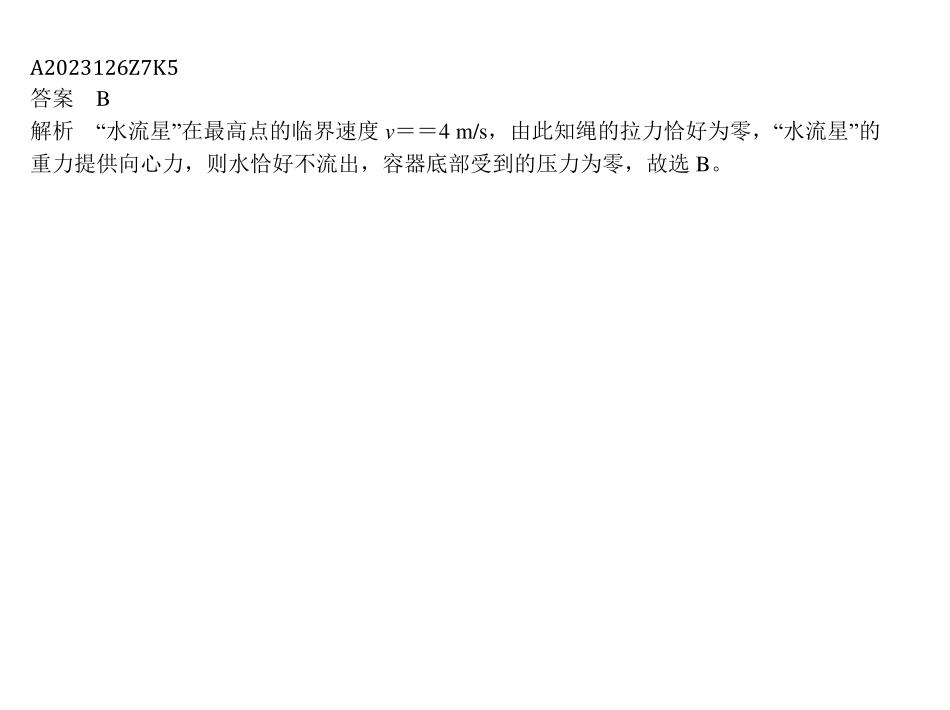 A2023126Z7K5
答案　B
解析　“水流星”在最高点的临界速度 v＝＝4 m/s，由此知绳的拉力恰好为零，“水流星”的
重力提供向心力，则水恰好不流出，容器底部受到的压力为零，故选 B。